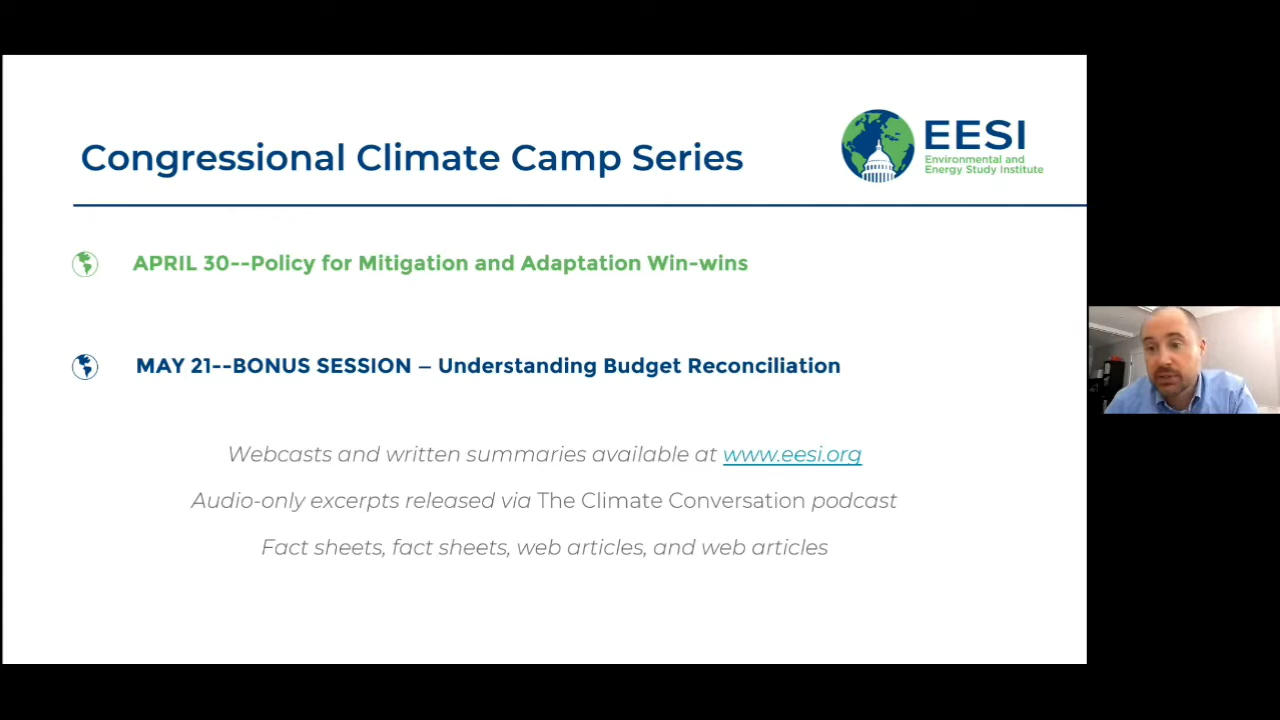 Congressional Climate Camp Series
EESI
Environmental and
Energy Study Institute
APRIL 30--Policy for Mitigation and Adaptation Win-wins
MAY 21--BONUS SESSION – Understanding Budget Reconciliation
Webcasts and written summaries available at www.eesi.org
Audio-only excerpts released via The Climate Conversation podcast
Fact sheets, fact sheets, web articles, and web articles